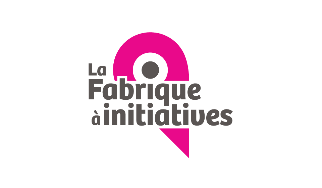 La
Fabrique
à initiatives